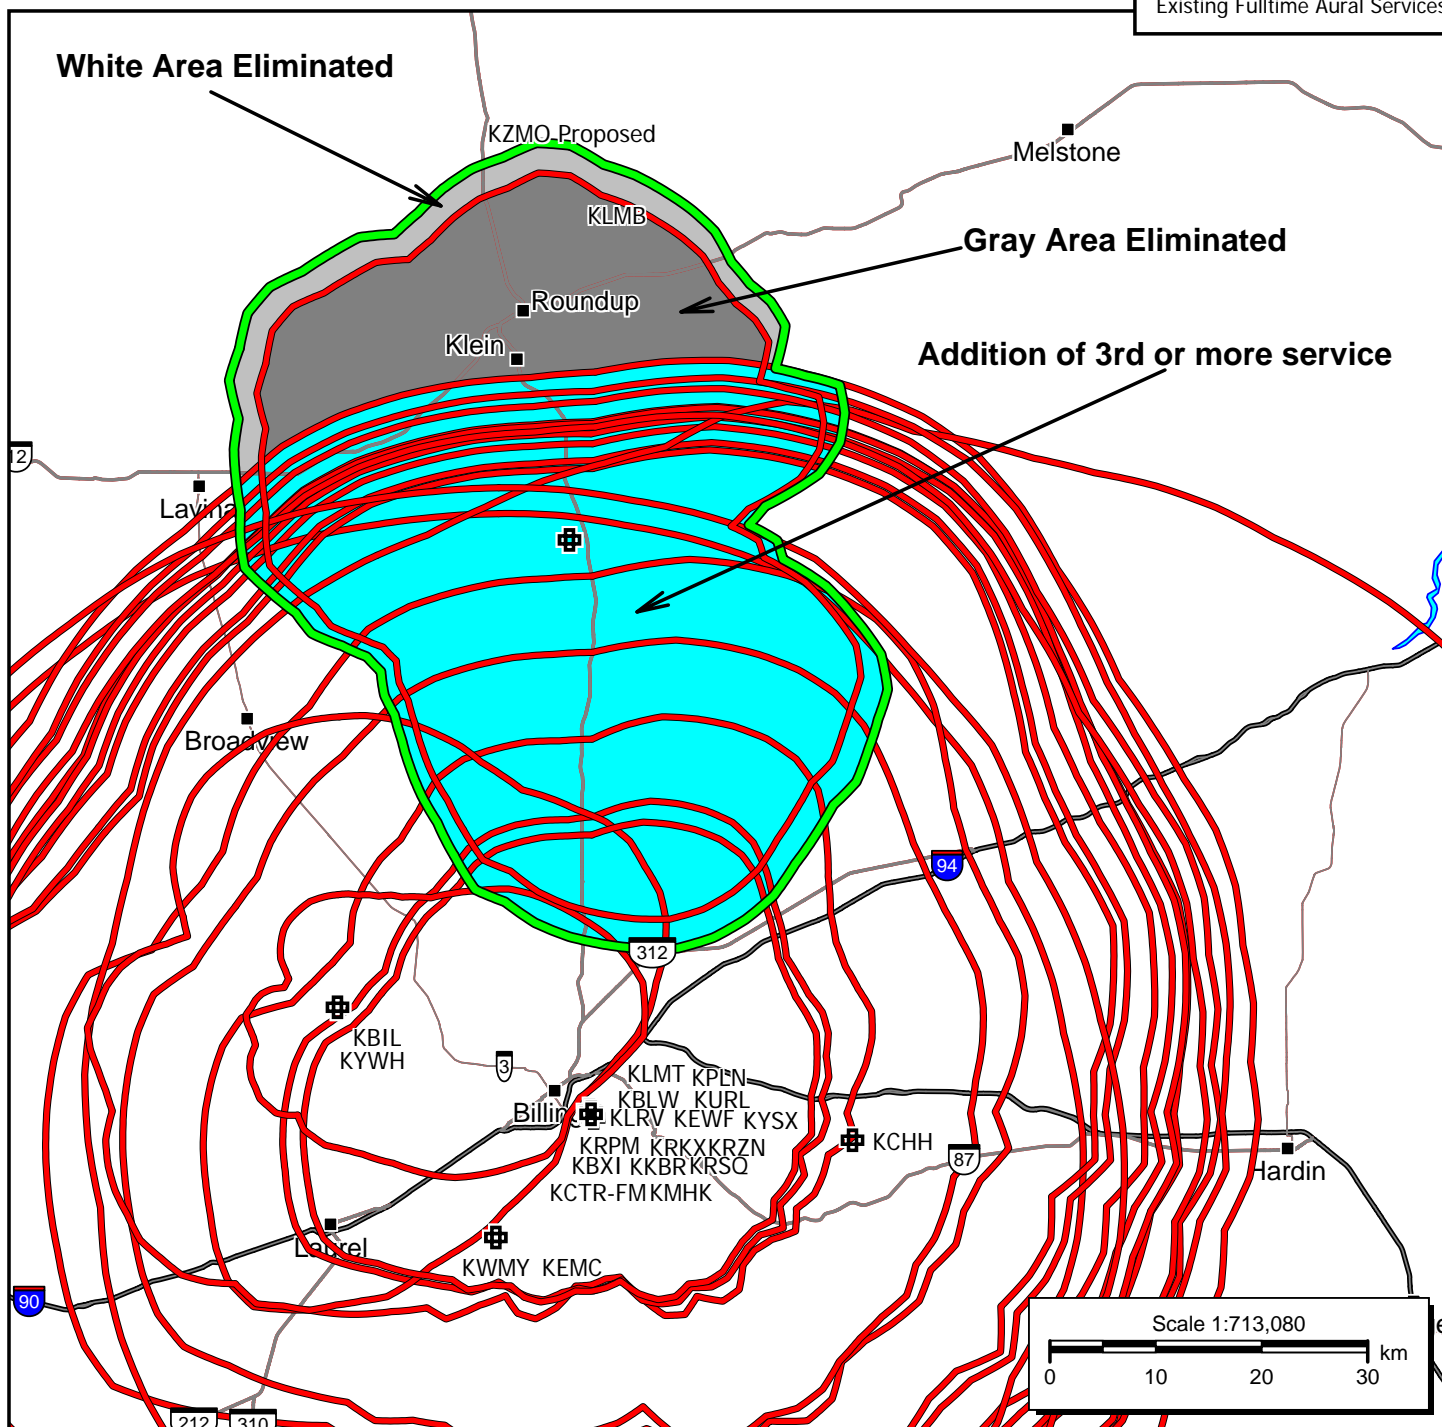 Existing Fulltime Aural Services
White Area Eliminated
KZMO Proposed
Melstone
KLMB
Gray Area Eliminated
Roundup
Klein
Addition of 3rd or more service
12
Lavina
Broadview
94
312
KBIL
KYWH
3
KLMT KPLN
KBLW KURL
Billings
KLRV KEWF KYSX
KRPM KRKX KRZN
KCHH
KBXI KKBR KRSQ
87
Hardin
KCTR-FM KMHK
Laurel
KWMY KEMC
90
Scale 1:713,080
km
0 10 20 30
212 310